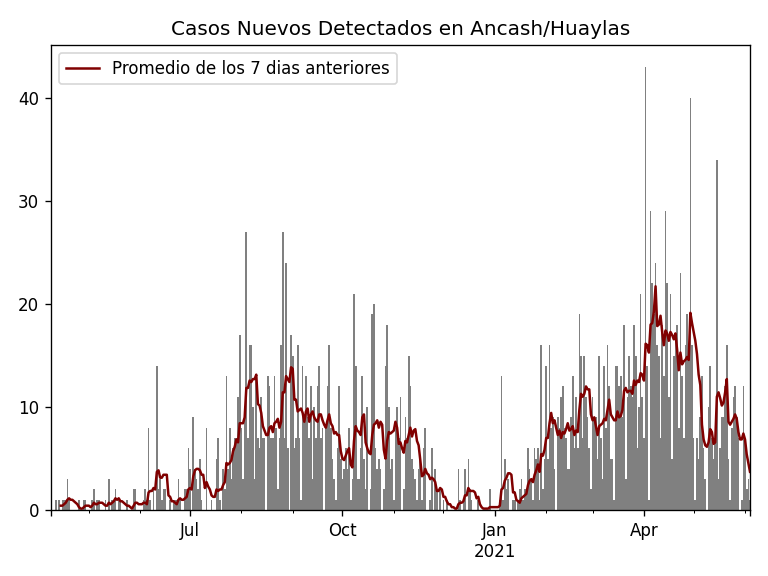 Casos Nuevos Detectados en Ancash/Huaylas
Promedio de los 7 dias anteriores
40
30
20
10
0
Jul
Oct
Jan
2021
Apr